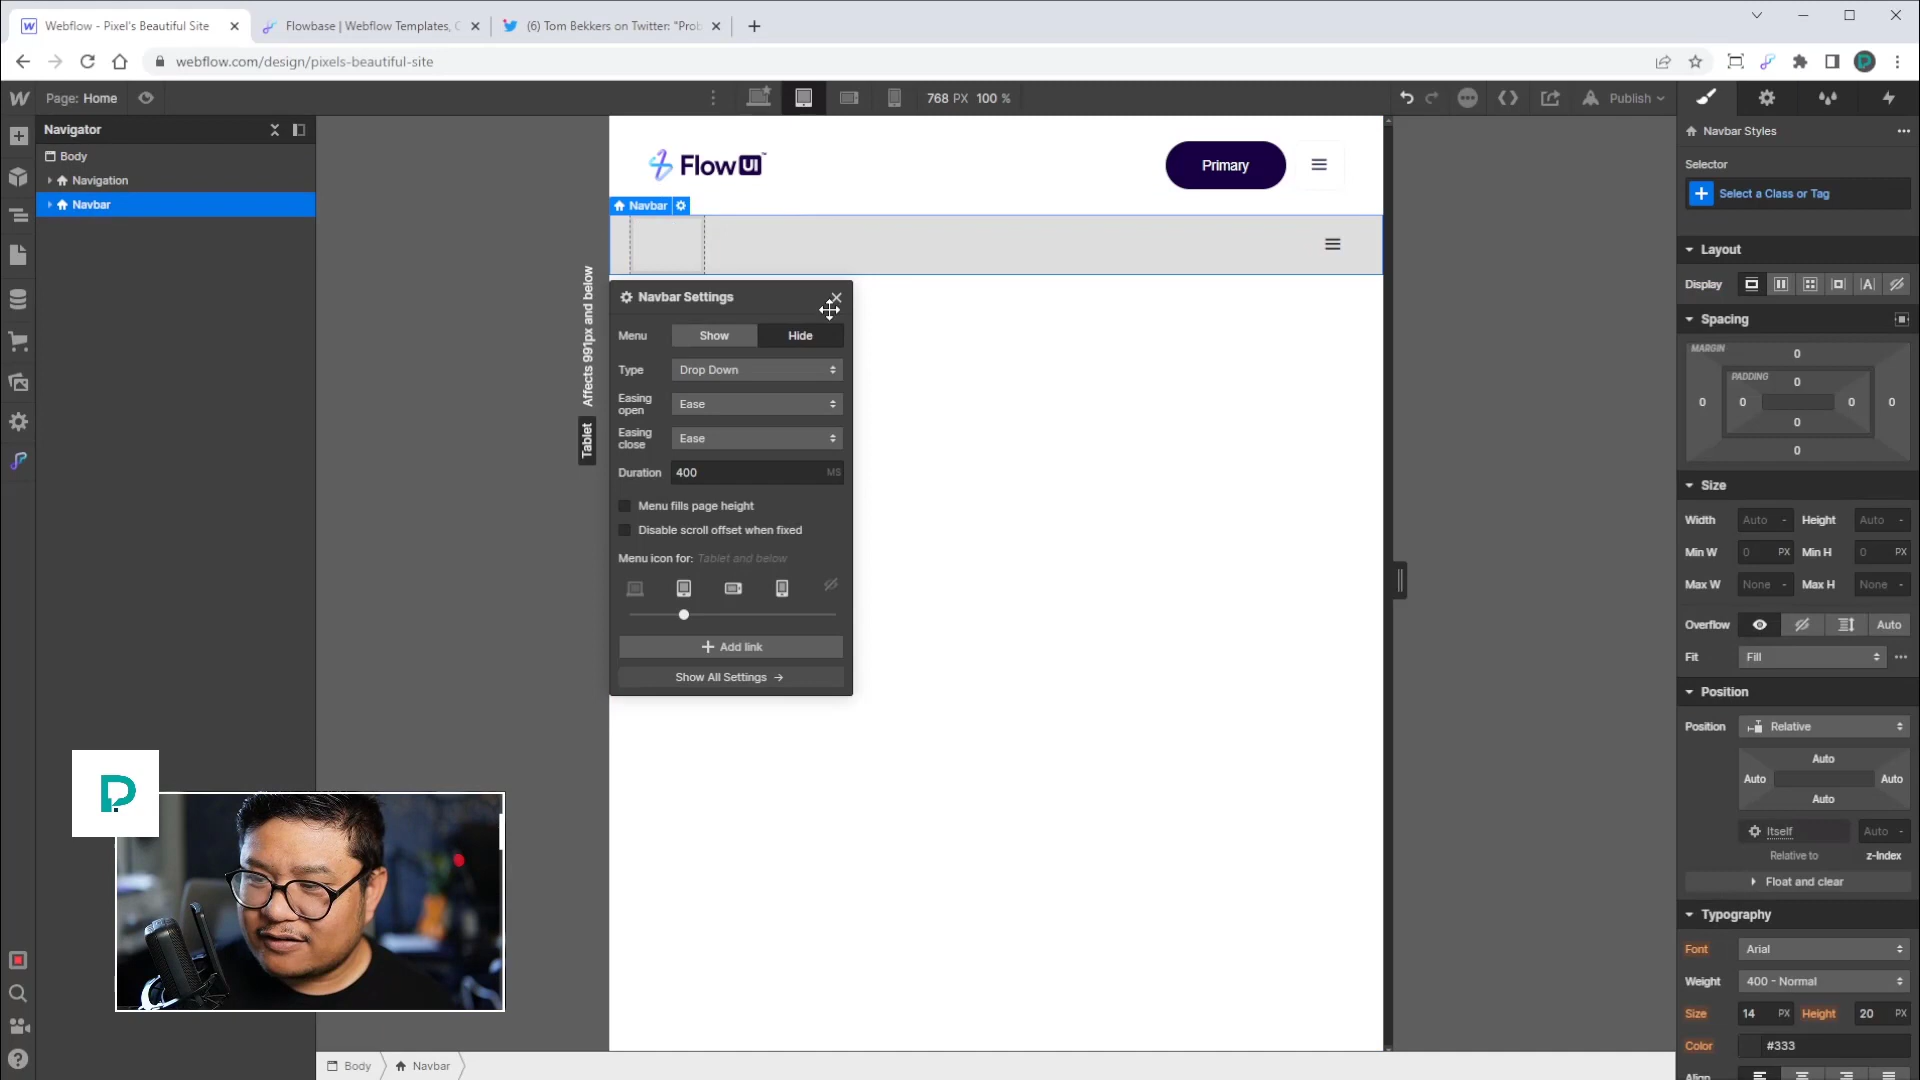 Webflow - Pixel's Beautiful Site
Flowbase | Webflow Templates, C
(6) Tom Bekkers on Twitter: "Prob
webflow.com/design/pixels-beautiful-site
Page: Home
768 PX 100 %
Publish
Navigator
Body
Navigation
Navbar
Flow UI™
Primary
Navbar
Affects 991px and below
Tablet
Navbar Settings
Menu Show Hide
Type Drop Down
Easing open Ease
Easing close Ease
Duration 400 MS
Menu fills page height
Disable scroll offset when fixed
Menu icon for: Tablet and below
Add link
Show All Settings →
Navbar Styles
Selector
Select a Class or Tag
Layout
Display
Spacing
MARGIN
0
PADDING
0
0 0 0 0
0
0
Size
Width Auto - Height Auto -
Min W 0 PX Min H 0 PX
Max W None - Max H None -
Overflow Auto
Fit Fill
Position
Position Relative
Auto
Auto Auto
Auto
Itself Auto -
Relative to z-Index
Float and clear
Typography
Font Arial
Weight 400 - Normal
Size 14 PX Height 20 PX
Color #333
Align
Body Navbar